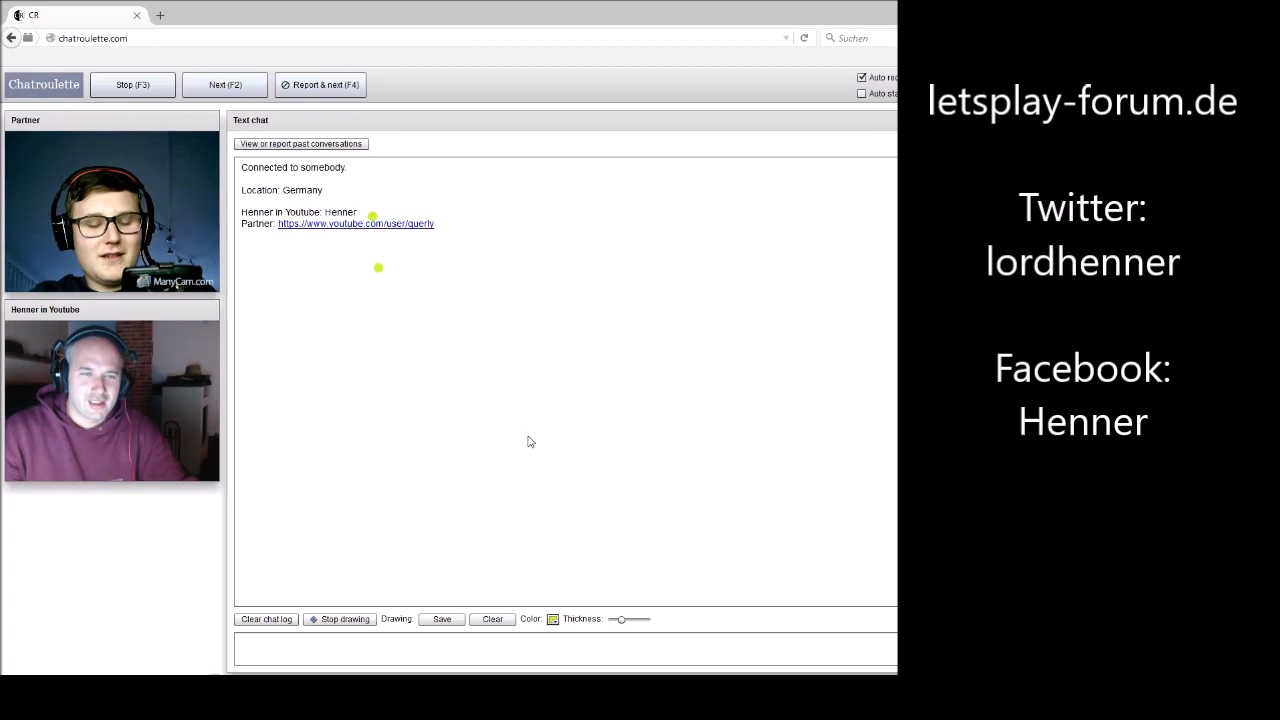 CR
chatroulette.com
Suchen
Chatroulette
Stop (F3)
Next (F2)
Report & next (F4)
Auto rec
Auto sta
Partner
ManyCam.com
Henner in Youtube
Text chat
View or report past conversations
Connected to somebody.
Location: Germany
Henner in Youtube: Henner
Partner: https://www.youtube.com/user/querly
Clear chat log
Stop drawing
Drawing:
Save
Clear
Color:
Thickness:
letsplay-forum.de
Twitter:
lordhenner
Facebook:
Henner